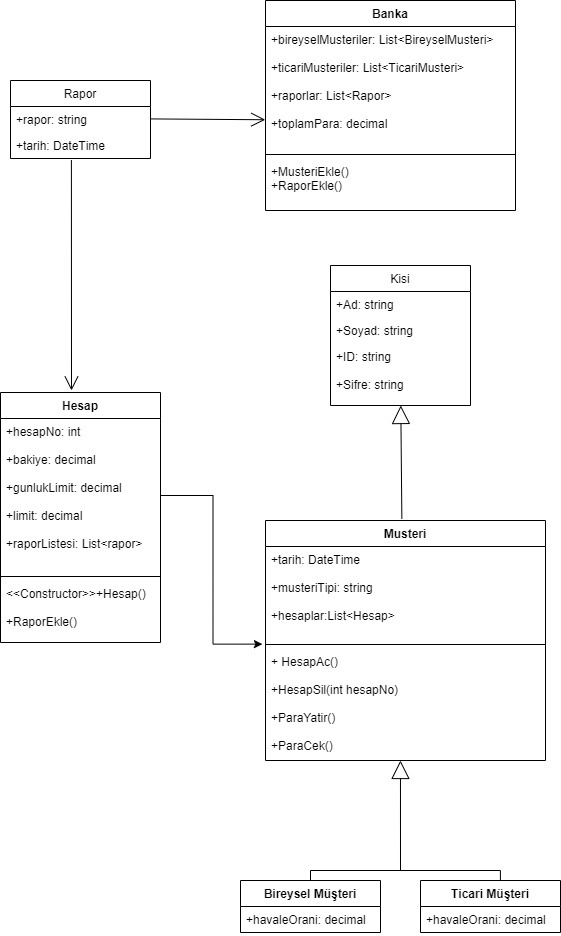 Banka
+bireyselMusteriler: List<BireyselMusteri>
+ticariMusteriler: List<TicariMusteri>
+raporlar: List<Rapor>
+toplamPara: decimal
+MusteriEkle()
+RaporEkle()
Rapor
+rapor: string
+tarih: DateTime
Kisi
+Ad: string
+Soyad: string
+ID: string
+Sifre: string
Hesap
+hesapNo: int
+bakiye: decimal
+gunlukLimit: decimal
+limit: decimal
+raporListesi: List<rapor>
<<Constructor>>+Hesap()
+RaporEkle()
Musteri
+tarih: DateTime
+musteriTipi: string
+hesaplar:List<Hesap>
+ HesapAc()
+HesapSil(int hesapNo)
+ParaYatir()
+ParaCek()
Bireysel Müşteri
+havaleOrani: decimal
Ticari Müşteri
+havaleOrani: decimal